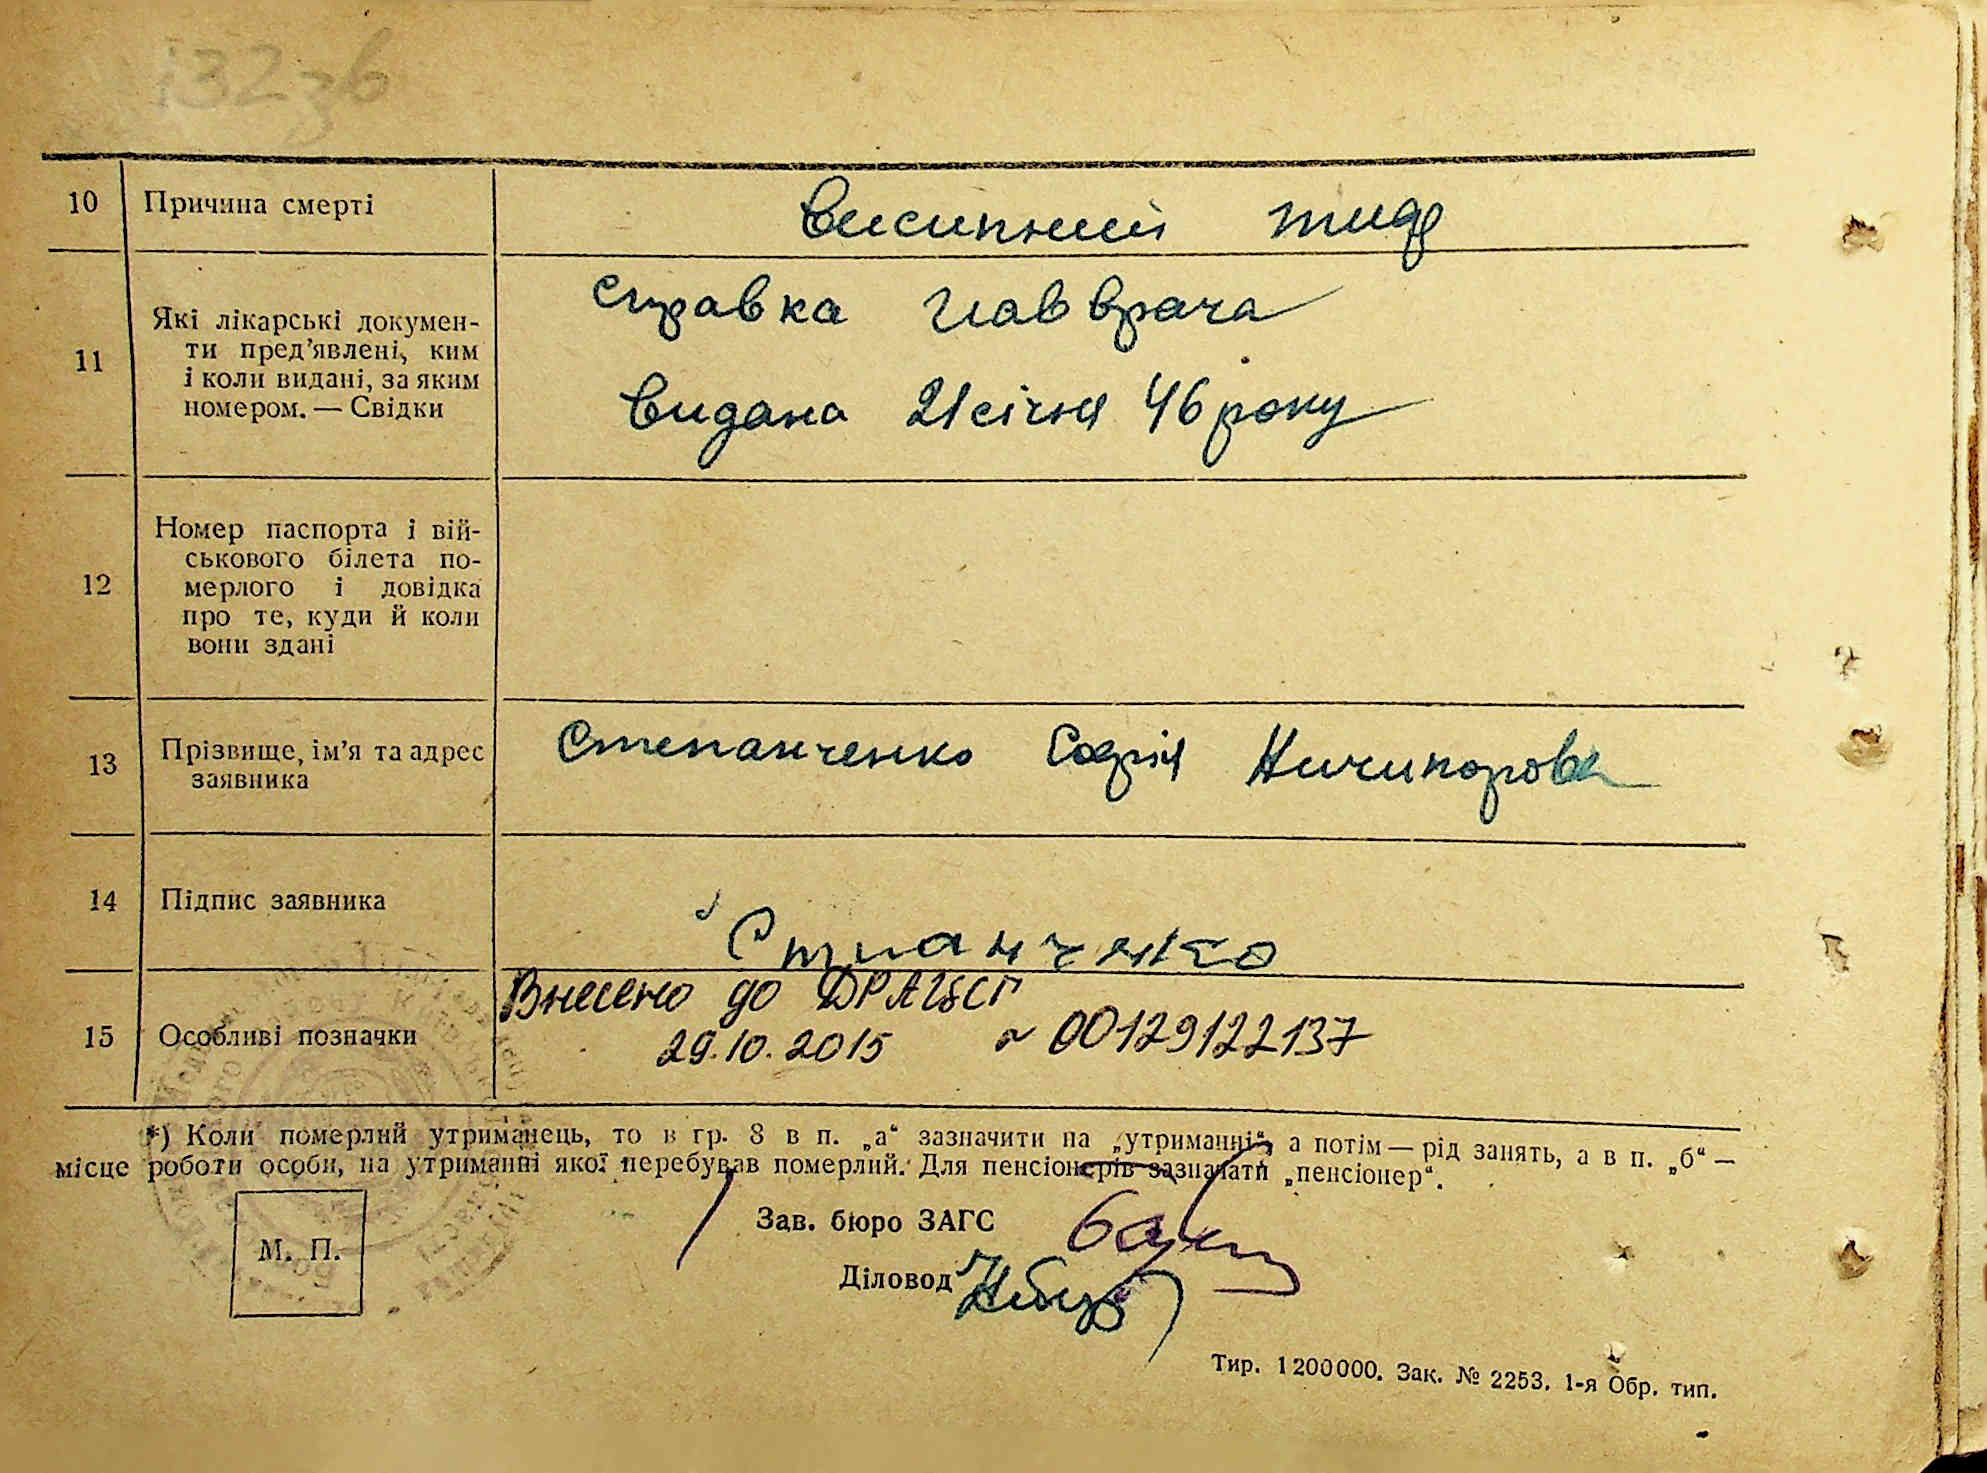 10 Причина смерті висипний тиф
11 Які лікарські докумен-
ти пред'явлені, ким
і коли видані, за яким
номером. — Свідки
справка глав врача
видана 21 січня 46 року
12 Номер паспорта і вій-
ськового білета по-
мерлого і довідка
про те, куди й коли
вони здані
13 Прізвище, ім'я та адрес
заявника
Степанченко Софія Ничипоровн
14 Підпис заявника
Стпанченко
15 Особливі позначки
Внесено до ДРАЦСГ
29.10.2015 № 00129122137
*) Коли померлий утриманець, то в гр. 8 в п. „а“ зазначити на „утриманні“, а потім — рід занять, а в п. „б“ —
місце роботи особи, на утриманні якої перебував померлий. Для пенсіонерів зазначати „пенсіонер“.
М. П.
Зав. бюро ЗАГС
Діловод
Тир. 1200000. Зак. № 2253. 1-я Обр. тип.